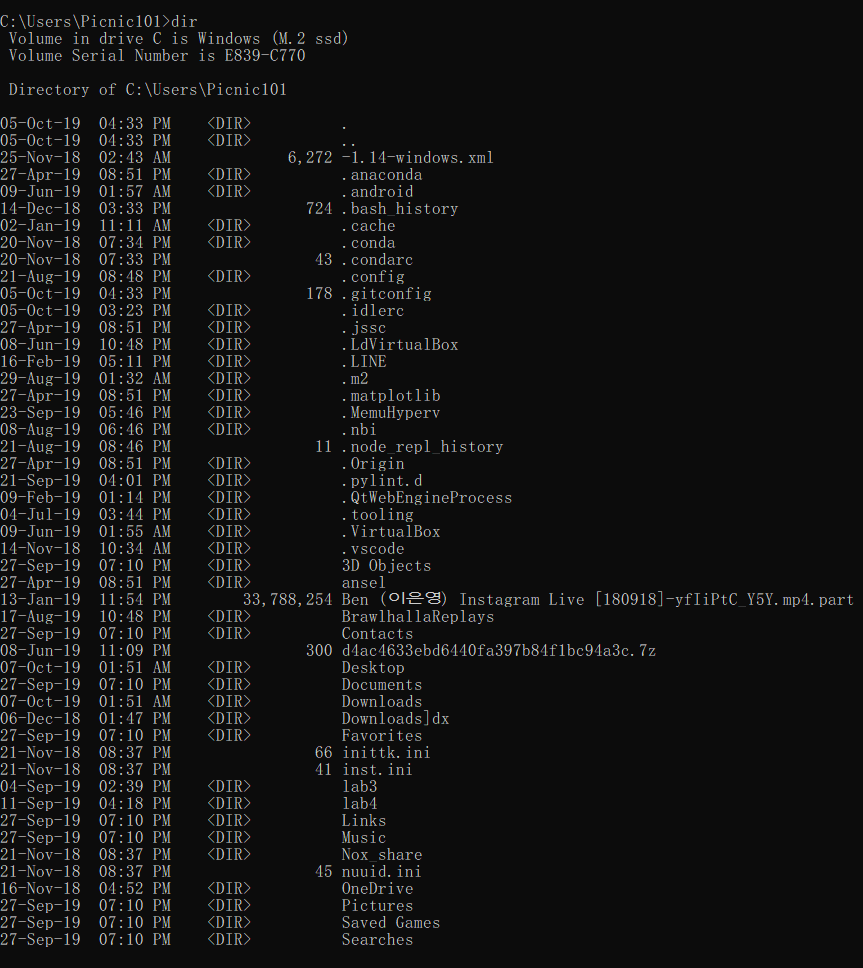 C:\Users\Picnic101>dir
 Volume in drive C is Windows (M.2 ssd)
 Volume Serial Number is E839-C770

 Directory of C:\Users\Picnic101

05-Oct-19  04:33 PM    <DIR>          .
05-Oct-19  04:33 PM    <DIR>          ..
25-Nov-18  02:43 AM             6,272 -1.14-windows.xml
27-Apr-19  08:51 PM    <DIR>          .anaconda
09-Jun-19  01:57 AM    <DIR>          .android
14-Dec-18  03:33 PM               724 .bash_history
02-Jan-19  11:11 AM    <DIR>          .cache
20-Nov-18  07:34 PM    <DIR>          .conda
20-Nov-18  07:33 PM                43 .condarc
21-Aug-19  08:48 PM    <DIR>          .config
05-Oct-19  04:33 PM               178 .gitconfig
05-Oct-19  03:23 PM    <DIR>          .idlerc
27-Apr-19  08:51 PM    <DIR>          .jssc
08-Jun-19  10:48 PM    <DIR>          .LdVirtualBox
16-Feb-19  05:11 PM    <DIR>          .LINE
29-Aug-19  01:32 AM    <DIR>          .m2
27-Apr-19  08:51 PM    <DIR>          .matplotlib
23-Sep-19  05:46 PM    <DIR>          .MemuHyperv
08-Aug-19  06:46 PM    <DIR>          .nbi
21-Aug-19  08:46 PM                11 .node_repl_history
27-Apr-19  08:51 PM    <DIR>          .Origin
21-Sep-19  04:01 PM    <DIR>          .pylint.d
09-Feb-19  01:14 PM    <DIR>          .QtWebEngineProcess
04-Jul-19  03:44 PM    <DIR>          .tooling
09-Jun-19  01:55 AM    <DIR>          .VirtualBox
14-Nov-18  10:34 AM    <DIR>          .vscode
27-Sep-19  07:10 PM    <DIR>          3D Objects
27-Apr-19  08:51 PM    <DIR>          ansel
13-Jan-19  11:54 PM        33,788,254 Ben (이은영) Instagram Live [180918]-yfIiPtC_Y5Y.mp4.part
17-Aug-19  10:48 PM    <DIR>          BrawlhallaReplays
27-Sep-19  07:10 PM    <DIR>          Contacts
08-Jun-19  11:09 PM               300 d4ac4633ebd6440fa397b84f1bc94a3c.7z
07-Oct-19  01:51 AM    <DIR>          Desktop
27-Sep-19  07:10 PM    <DIR>          Documents
07-Oct-19  01:51 AM    <DIR>          Downloads
06-Dec-18  01:47 PM    <DIR>          Downloads]dx
27-Sep-19  07:10 PM    <DIR>          Favorites
21-Nov-18  08:37 PM                66 inittk.ini
21-Nov-18  08:37 PM                41 inst.ini
04-Sep-19  02:39 PM    <DIR>          lab3
11-Sep-19  04:18 PM    <DIR>          lab4
27-Sep-19  07:10 PM    <DIR>          Links
27-Sep-19  07:10 PM    <DIR>          Music
21-Nov-18  08:37 PM    <DIR>          Nox_share
21-Nov-18  08:37 PM                45 nuuid.ini
16-Nov-18  04:52 PM    <DIR>          OneDrive
27-Sep-19  07:10 PM    <DIR>          Pictures
27-Sep-19  07:10 PM    <DIR>          Saved Games
27-Sep-19  07:10 PM    <DIR>          Searches